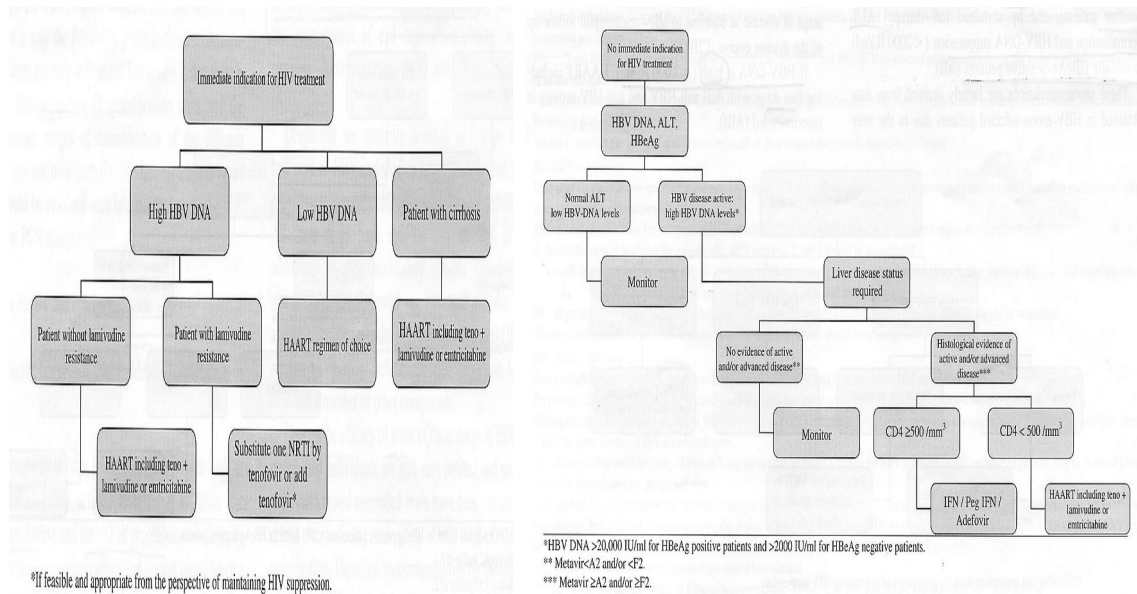 Immediate indication for HIV treatment
High HBV DNA
Low HBV DNA
Patient with cirrhosis
Patient without lamivudine
resistance
Patient with lamivudine
resistance
HAART regimen of choice
HAART including teno +
lamivudine or entricitabine
HAART including teno +
lamivudine or entricitabine
Substitute one NRTI by
tenofovir or add
tenofovir*
*If feasible and appropriate from the perspective of maintaining HIV suppression.
No immediate indication
for HIV treatment
HBV DNA, ALT,
HBeAg
Normal ALT
low HBV-DNA levels
HBV disease active:
high HBV DNA levels*
Monitor
Liver disease status
required
No evidence of active
and/or advanced disease**
Histological evidence of
active and/or advanced
disease***
Monitor
CD4 ≥500 /mm³
CD4 < 500 /mm³
IFN / Peg IFN /
Adefovir
HAART including teno +
lamivudine or
entricitabine
*HBV DNA >20,000 IU/ml for HBeAg positive patients and >2000 IU/ml for HBeAg negative patients.
** Metavir<A2 and/or <F2.
*** Metavir ≥A2 and/or ≥F2.